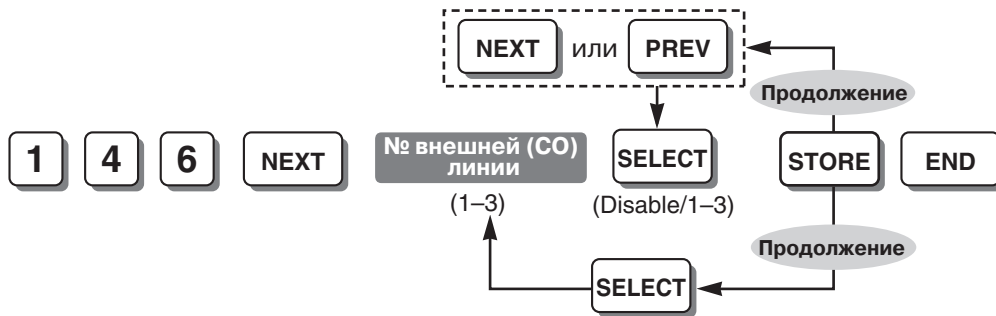 NEXT или PREV
Продолжение
1 4 6 NEXT № внешней (CO) линии SELECT STORE END
(1–3) (Disable/1–3)
Продолжение
SELECT